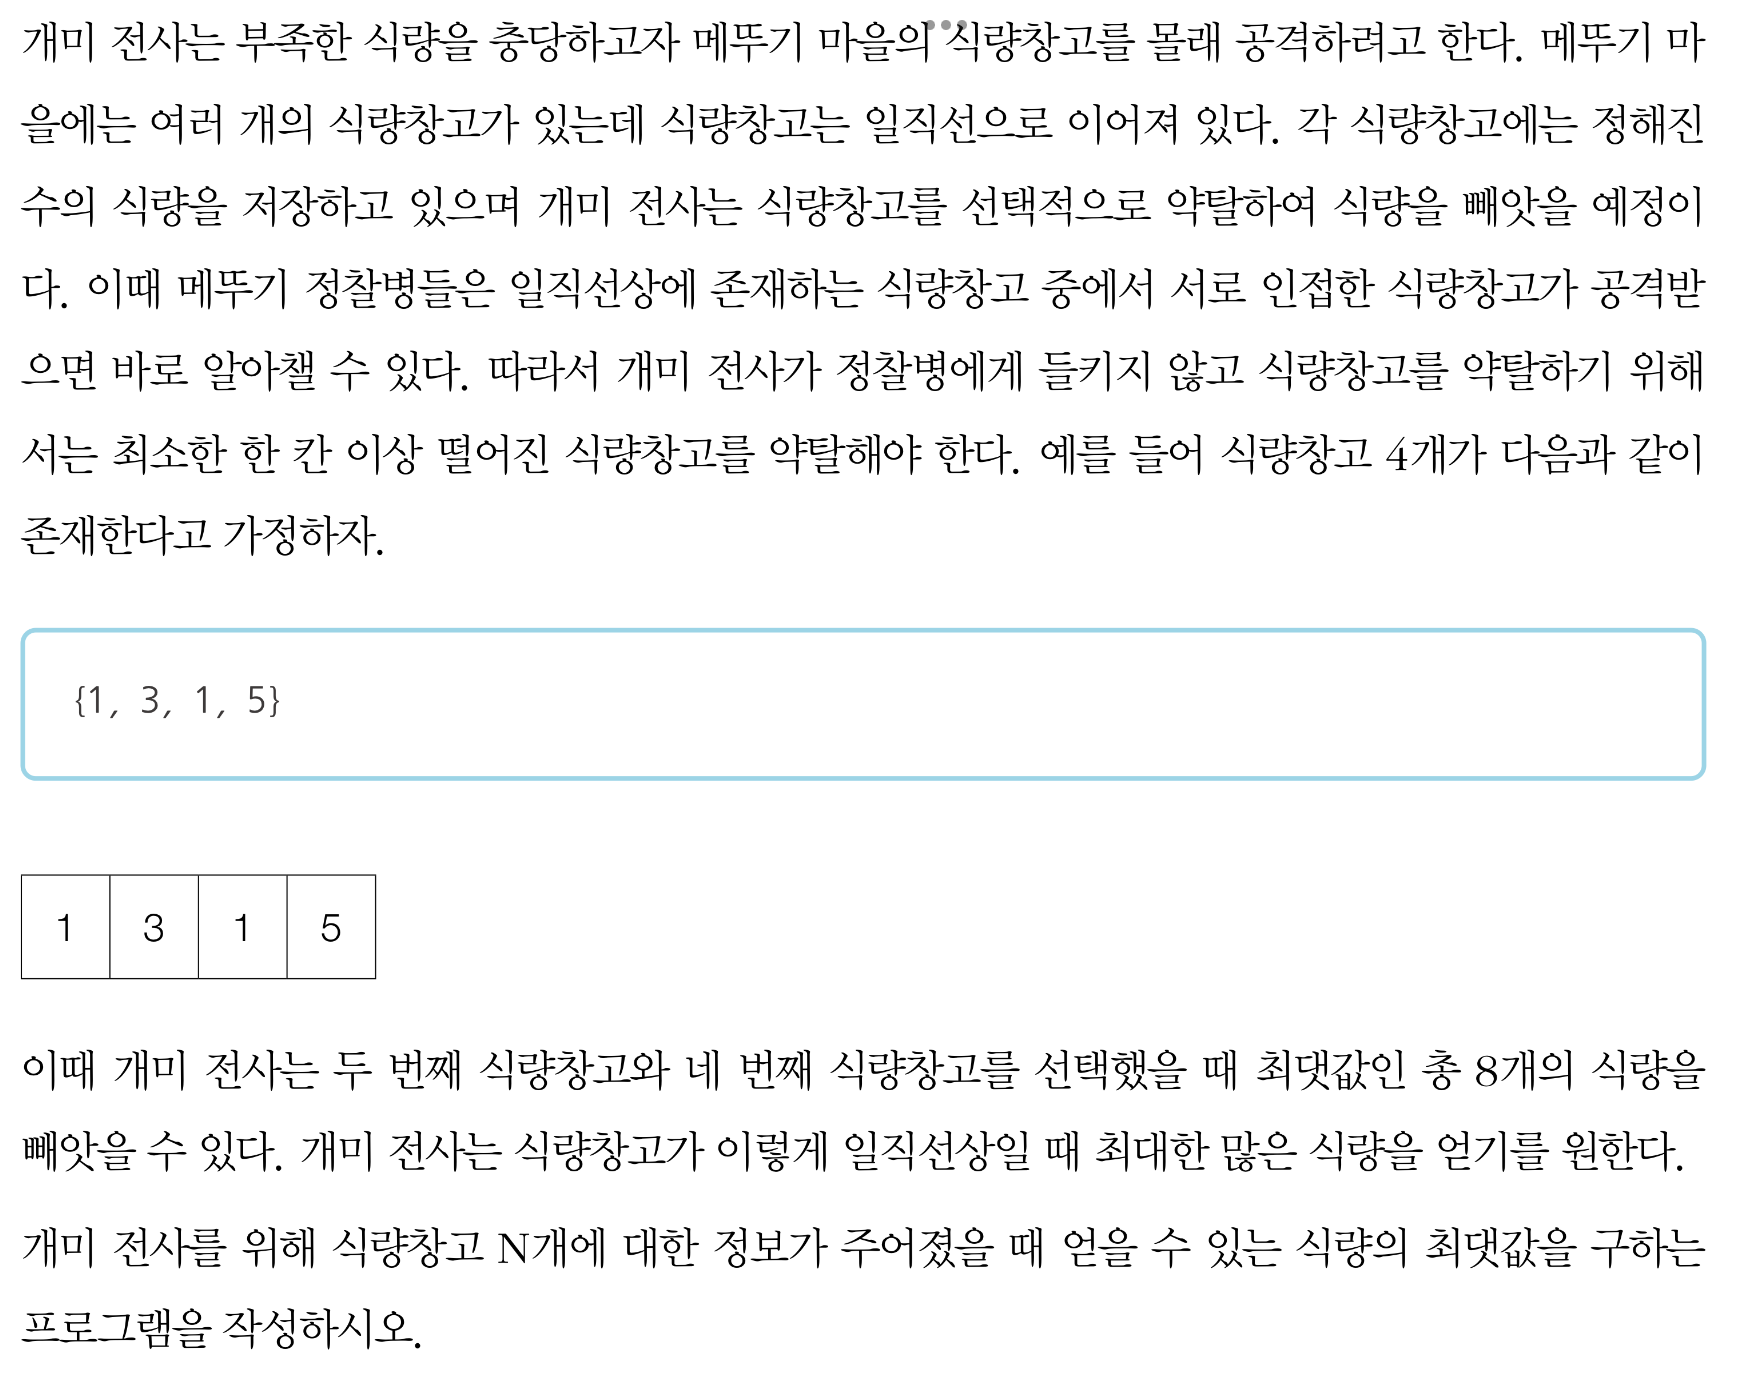 개미 전사는 부족한 식량을 충당하고자 메뚜기 마을의 식량창고를 몰래 공격하려고 한다. 메뚜기 마
을에는 여러 개의 식량창고가 있는데 식량창고는 일직선으로 이어져 있다. 각 식량창고에는 정해진
수의 식량을 저장하고 있으며 개미 전사는 식량창고를 선택적으로 약탈하여 식량을 빼앗을 예정이
다. 이때 메뚜기 정찰병들은 일직선상에 존재하는 식량창고 중에서 서로 인접한 식량창고가 공격받
으면 바로 알아챌 수 있다. 따라서 개미 전사가 정찰병에게 들키지 않고 식량창고를 약탈하기 위해
서는 최소한 한 칸 이상 떨어진 식량창고를 약탈해야 한다. 예를 들어 식량창고 4개가 다음과 같이
존재한다고 가정하자.
{1, 3, 1, 5}
1 3 1 5
이때 개미 전사는 두 번째 식량창고와 네 번째 식량창고를 선택했을 때 최댓값인 총 8개의 식량을
빼앗을 수 있다. 개미 전사는 식량창고가 이렇게 일직선상일 때 최대한 많은 식량을 얻기를 원한다.
개미 전사를 위해 식량창고 N개에 대한 정보가 주어졌을 때 얻을 수 있는 식량의 최댓값을 구하는
프로그램을 작성하시오.